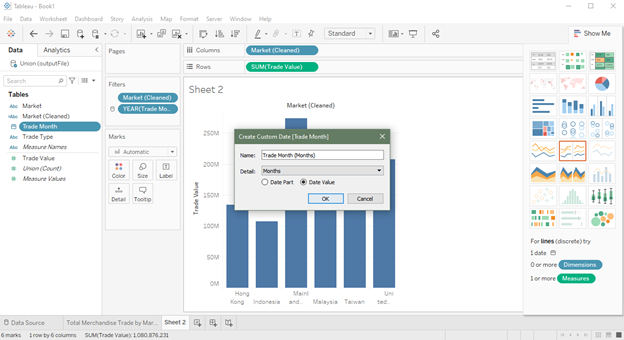 Tableau - Book1
File Data Worksheet Dashboard Story Analysis Map Format Server Window Help
Standard
Show Me
Data Analytics
Pages
Columns Market (Cleaned)
Rows SUM(Trade Value)
Union (outputFile)
Search
Filters
Market (Cleaned)
YEAR(Trade Mo..
Tables
Abc Market
Market (Cleaned)
Trade Month
Abc Trade Type
Abc Measure Names
Trade Value
Union (Count)
Measure Values
Marks
Automatic
Color Size Label
Detail Tooltip
Sheet 2
Market (Cleaned)
250M
200M
150M
100M
50M
0M
Trade Value
Hong Kong
Indonesia
Mainl and..
Malaysia
Taiwan
Uni ted..
Create Custom Date [Trade Month]
Name: Trade Month (Months)
Detail: Months
Date Part Date Value
OK Cancel
For lines (discrete) try
1 date
0 or more Dimensions
1 or more Measures
Data Source Total Merchandise Trade by Mar... Sheet 2
6 marks 1 row by 6 columns SUM(Trade Value): 1,080,876,231